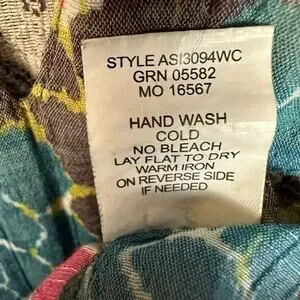 STYLE ASI3094WC
GRN 05582
MO 16567
HAND WASH
COLD
NO BLEACH
LAY FLAT TO DRY
WARM IRON
ON REVERSE SIDE
IF NEEDED